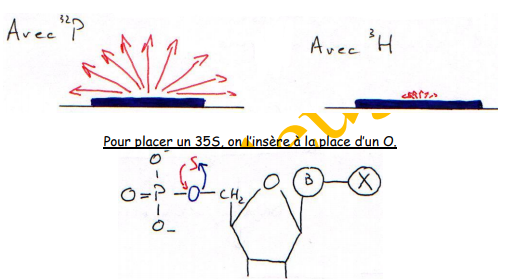 Avec ³²P
Avec ³H
Pour placer un 35S, on l'insère à la place d'un O.
O⁻ S
O=P-O-CH₂ O B-X
O-